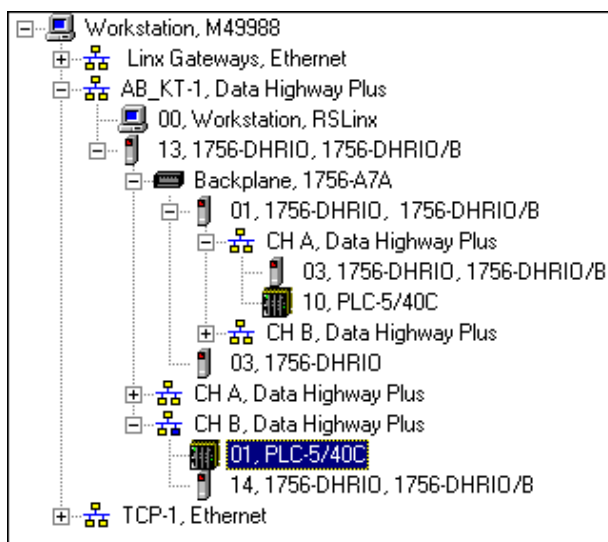 Workstation, M49988
Linx Gateways, Ethernet
AB_KT-1, Data Highway Plus
00, Workstation, RSLinx
13, 1756-DHRIO, 1756-DHRIO/B
Backplane, 1756-A7A
01, 1756-DHRIO, 1756-DHRIO/B
CH A, Data Highway Plus
03, 1756-DHRIO, 1756-DHRIO/B
10, PLC-5/40C
CH B, Data Highway Plus
03, 1756-DHRIO
CH A, Data Highway Plus
CH B, Data Highway Plus
01, PLC-5/40C
14, 1756-DHRIO, 1756-DHRIO/B
TCP-1, Ethernet